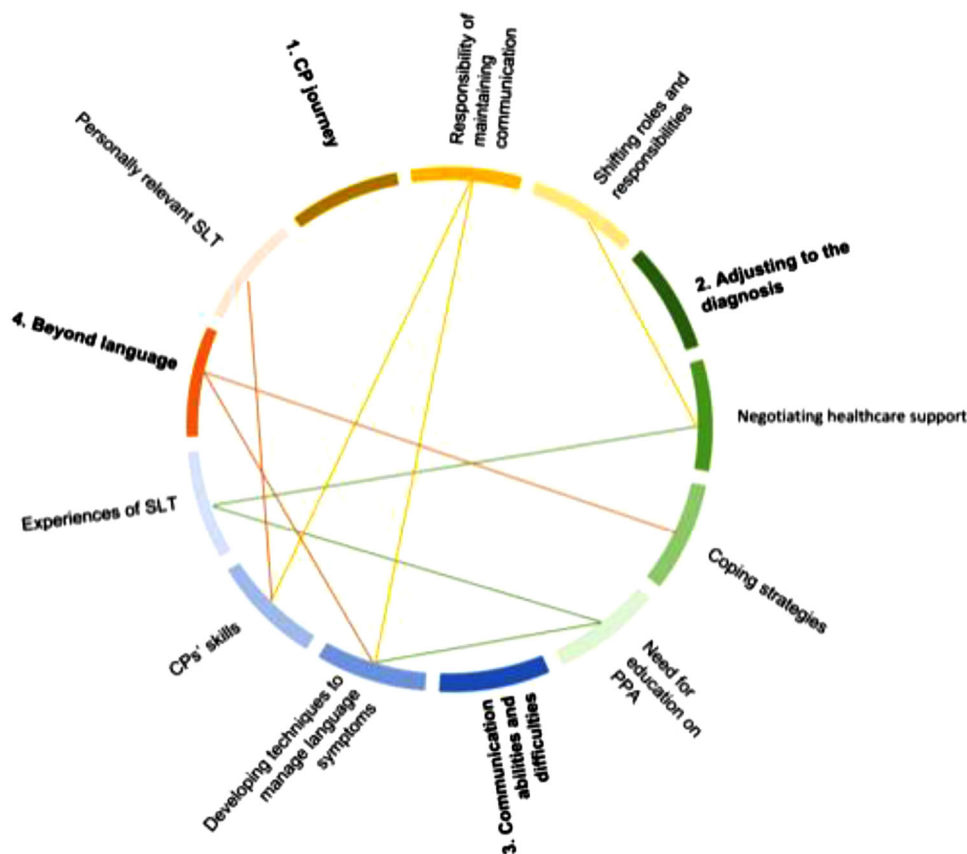 1. CP journey
Responsibility of
maintaining
communication
Shifting roles and
responsibilities
2. Adjusting to the
diagnosis
Negotiating healthcare support
Coping strategies
Need for
education on
PPA
3. Communication
abilities and
difficulties
Developing techniques to
manage language
symptoms
CPs' skills
Experiences of SLT
4. Beyond language
Personally relevant SLT